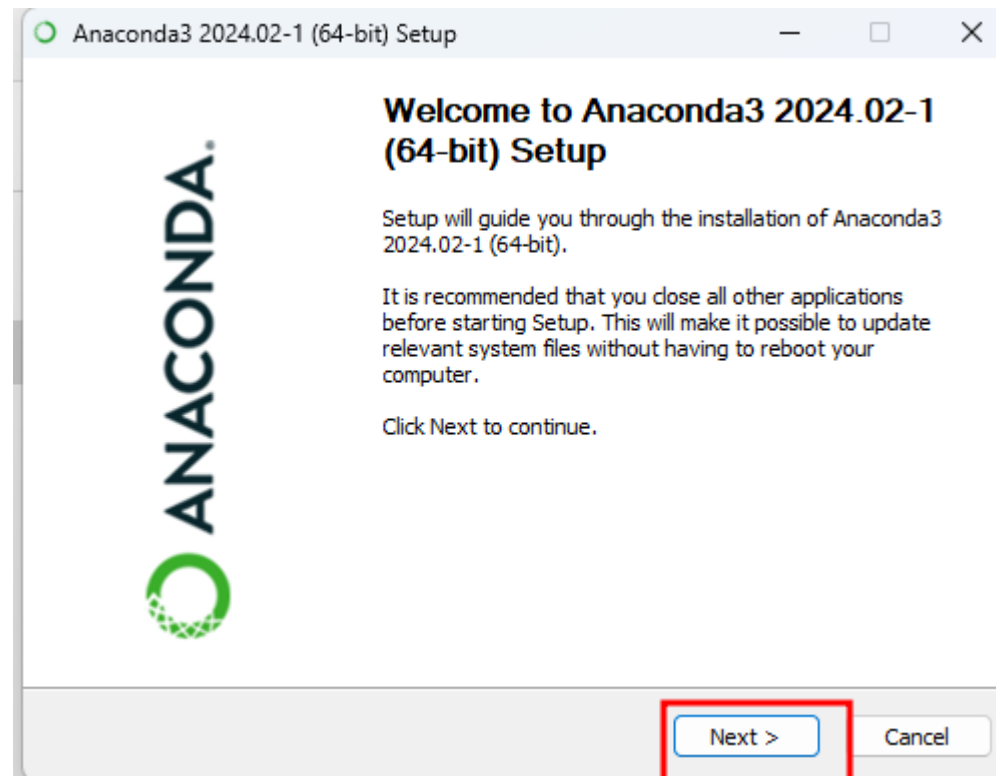 Anaconda3 2024.02-1 (64-bit) Setup
Welcome to Anaconda3 2024.02-1
(64-bit) Setup
Setup will guide you through the installation of Anaconda3
2024.02-1 (64-bit).
It is recommended that you close all other applications
before starting Setup. This will make it possible to update
relevant system files without having to reboot your
computer.
Click Next to continue.
ANACONDA.
Next >
Cancel